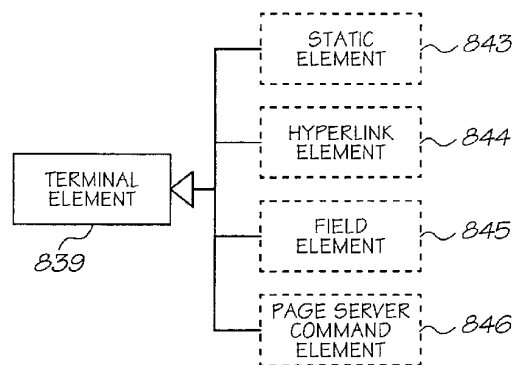 STATIC
ELEMENT
843
HYPERLINK
ELEMENT
844
TERMINAL
ELEMENT
839
FIELD
ELEMENT
845
PAGE SERVER
COMMAND
ELEMENT
846